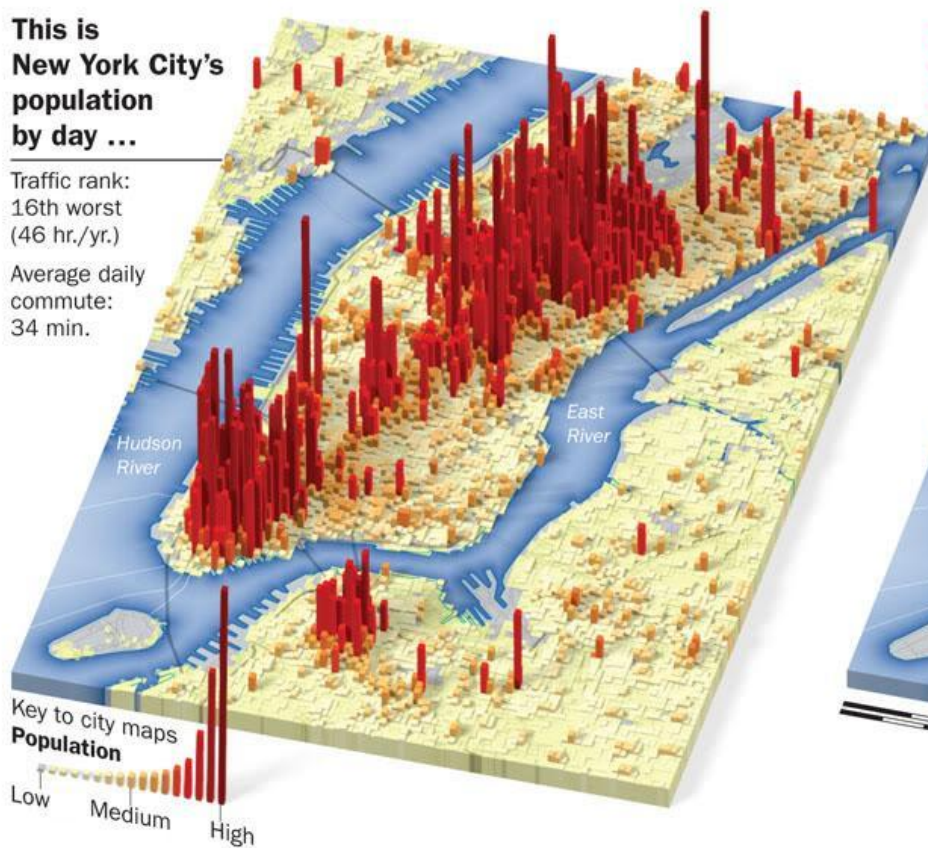 This is
New York City's
population
by day ...
Traffic rank:
16th worst
(46 hr./yr.)
Average daily
commute:
34 min.
Hudson
River
East
River
Key to city maps
Population
Low
Medium
High